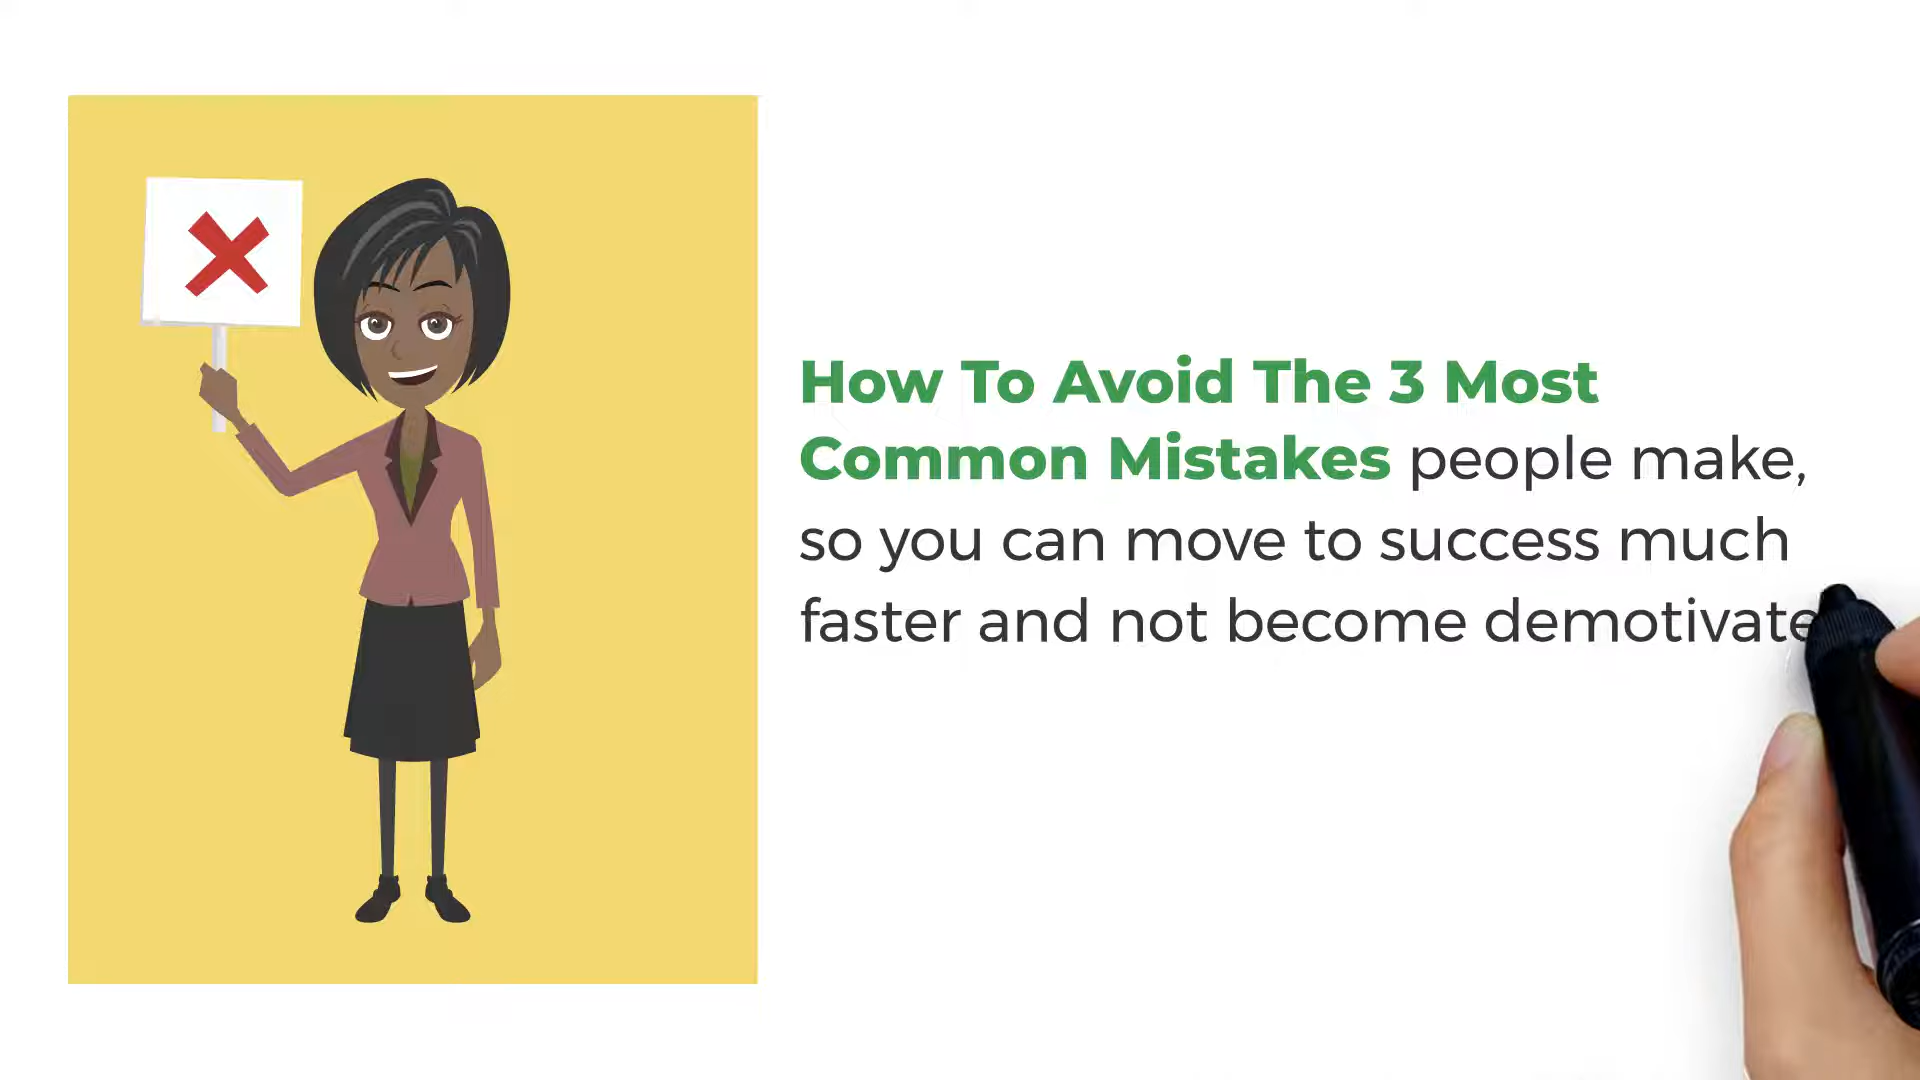 How To Avoid The 3 Most
Common Mistakes people make,
so you can move to success much
faster and not become demotivate